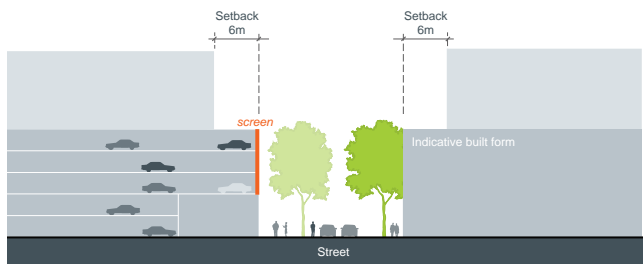 Setback
6m
Setback
6m
screen
Indicative built form
Street